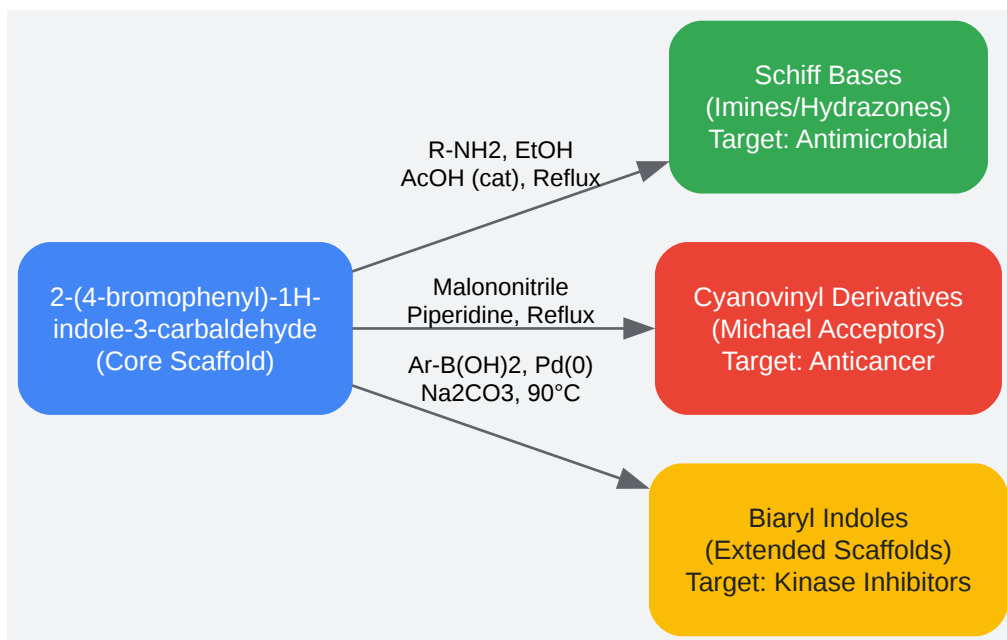 Schiff Bases
(Imines/Hydrazones)
Target: Antimicrobial
R-NH2, EtOH
AcOH (cat), Reflux
2-(4-bromophenyl)-1H-
indole-3-carbaldehyde
(Core Scaffold)
Malononitrile
Piperidine, Reflux
Cyanovinyl Derivatives
(Michael Acceptors)
Target: Anticancer
Ar-B(OH)2, Pd(0)
Na2CO3, 90°C
Biaryl Indoles
(Extended Scaffolds)
Target: Kinase Inhibitors